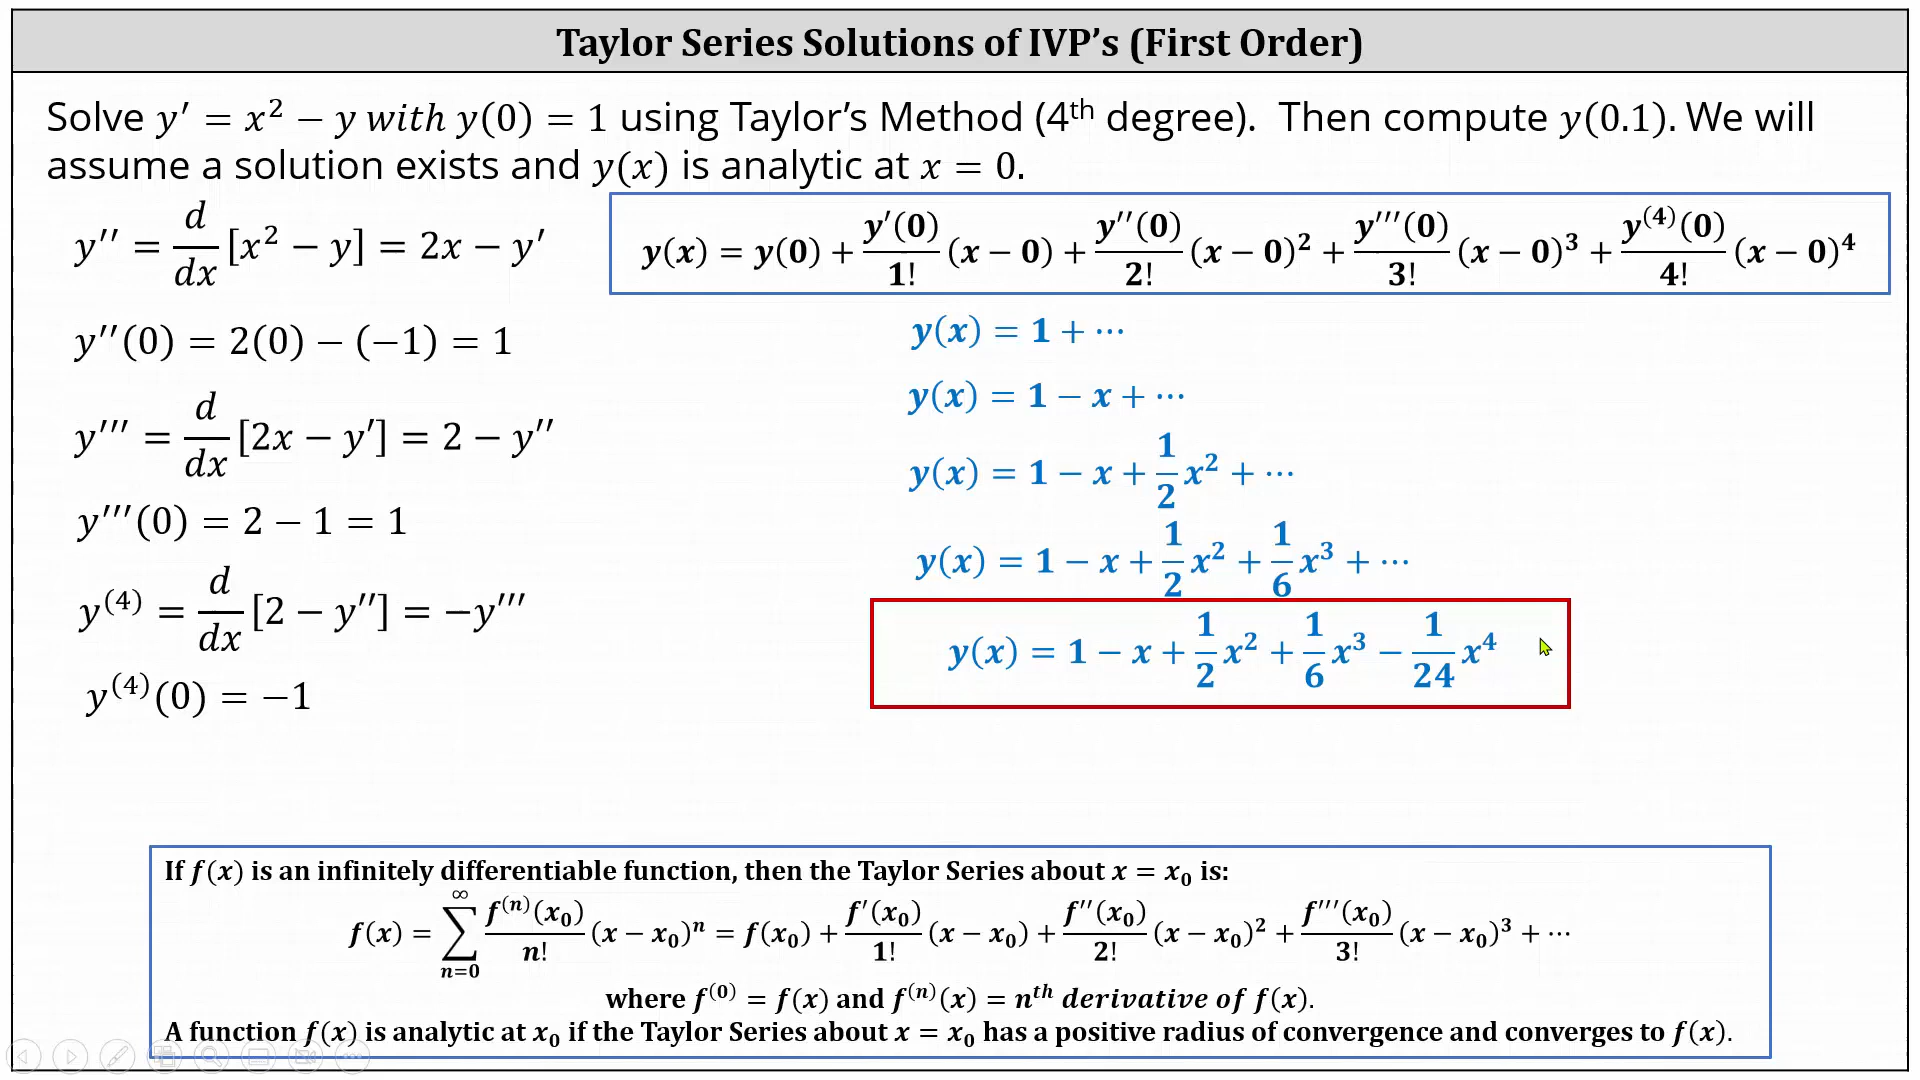 Taylor Series Solutions of IVP's (First Order)
Solve y′ = x² − y with y(0) = 1 using Taylor's Method (4th degree). Then compute y(0.1). We will
assume a solution exists and y(x) is analytic at x = 0.
y′′ = d/dx [x² − y] = 2x − y′
y(x) = y(0) + y′(0)/1! (x − 0) + y′′(0)/2! (x − 0)² + y′′′(0)/3! (x − 0)³ + y⁽⁴⁾(0)/4! (x − 0)⁴
y′′(0) = 2(0) − (−1) = 1
y′′′ = d/dx [2x − y′] = 2 − y′′
y′′′(0) = 2 − 1 = 1
y⁽⁴⁾ = d/dx [2 − y′′] = −y′′′
y⁽⁴⁾(0) = −1
y(x) = 1 + ⋯
y(x) = 1 − x + ⋯
y(x) = 1 − x + 1/2 x² + ⋯
y(x) = 1 − x + 1/2 x² + 1/6 x³ + ⋯
y(x) = 1 − x + 1/2 x² + 1/6 x³ − 1/24 x⁴
If f(x) is an infinitely differentiable function, then the Taylor Series about x = x₀ is:
f(x) = ∑_{n=0}^{∞} f⁽ⁿ⁾(x₀)/n! (x − x₀)ⁿ = f(x₀) + f′(x₀)/1! (x − x₀) + f′′(x₀)/2! (x − x₀)² + f′′′(x₀)/3! (x − x₀)³ + ⋯
where f⁽⁰⁾ = f(x) and f⁽ⁿ⁾(x) = nᵗʰ derivative of f(x).
A function f(x) is analytic at x₀ if the Taylor Series about x = x₀ has a positive radius of convergence and converges to f(x).